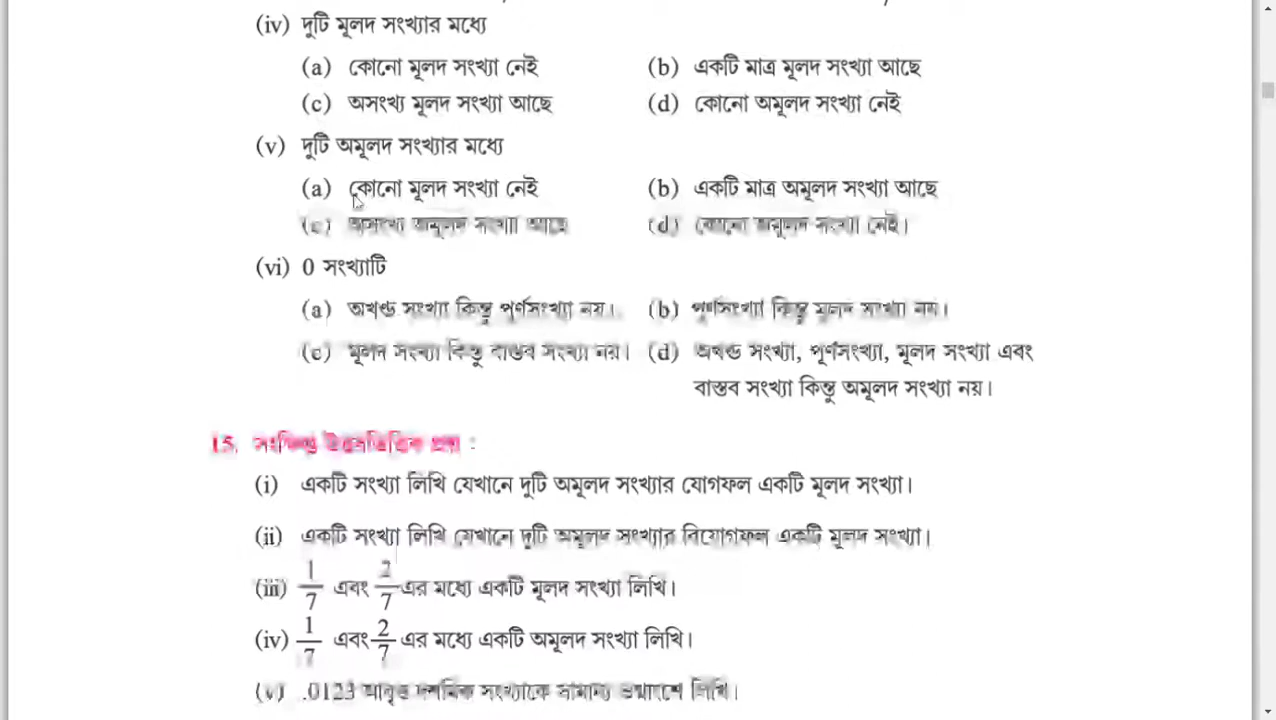 (iv) দুটি মূলদ সংখ্যার মধ্যে
(a) কোনো মূলদ সংখ্যা নেই (b) একটি মাত্র মূলদ সংখ্যা আছে
(c) অসংখ্য মূলদ সংখ্যা আছে (d) কোনো অমূলদ সংখ্যা নেই
(v) দুটি অমূলদ সংখ্যার মধ্যে
(a) কোনো মূলদ সংখ্যা নেই (b) একটি মাত্র অমূলদ সংখ্যা আছে
(c) অসংখ্য অমূলদ সংখ্যা আছে (d) কোনো অমূলদ সংখ্যা নেই।
(vi) 0 সংখ্যাটি
(a) অখণ্ড সংখ্যা কিন্তু পূর্ণসংখ্যা নয়। (b) পূর্ণসংখ্যা কিন্তু মূলদ সংখ্যা নয়।
(c) মূলদ সংখ্যা কিন্তু বাস্তব সংখ্যা নয়। (d) অখন্ড সংখ্যা, পূর্ণসংখ্যা, মূলদ সংখ্যা এবং
বাস্তব সংখ্যা কিন্তু অমূলদ সংখ্যা নয়।
15. সংক্ষিপ্ত উত্তরভিত্তিক প্রশ্ন :
(i) একটি সংখ্যা লিখি যেখানে দুটি অমূলদ সংখ্যার যোগফল একটি মূলদ সংখ্যা।
(ii) একটি সংখ্যা লিখি যেখানে দুটি অমূলদ সংখ্যার বিয়োগফল একটি মূলদ সংখ্যা।
(iii) 1/7 এবং 2/7 এর মধ্যে একটি মূলদ সংখ্যা লিখি।
(iv) 1/7 এবং 2/7 এর মধ্যে একটি অমূলদ সংখ্যা লিখি।
(v) .0123 আবৃত্ত দশমিক সংখ্যাকে সামান্য ভগ্নাংশে লিখি।